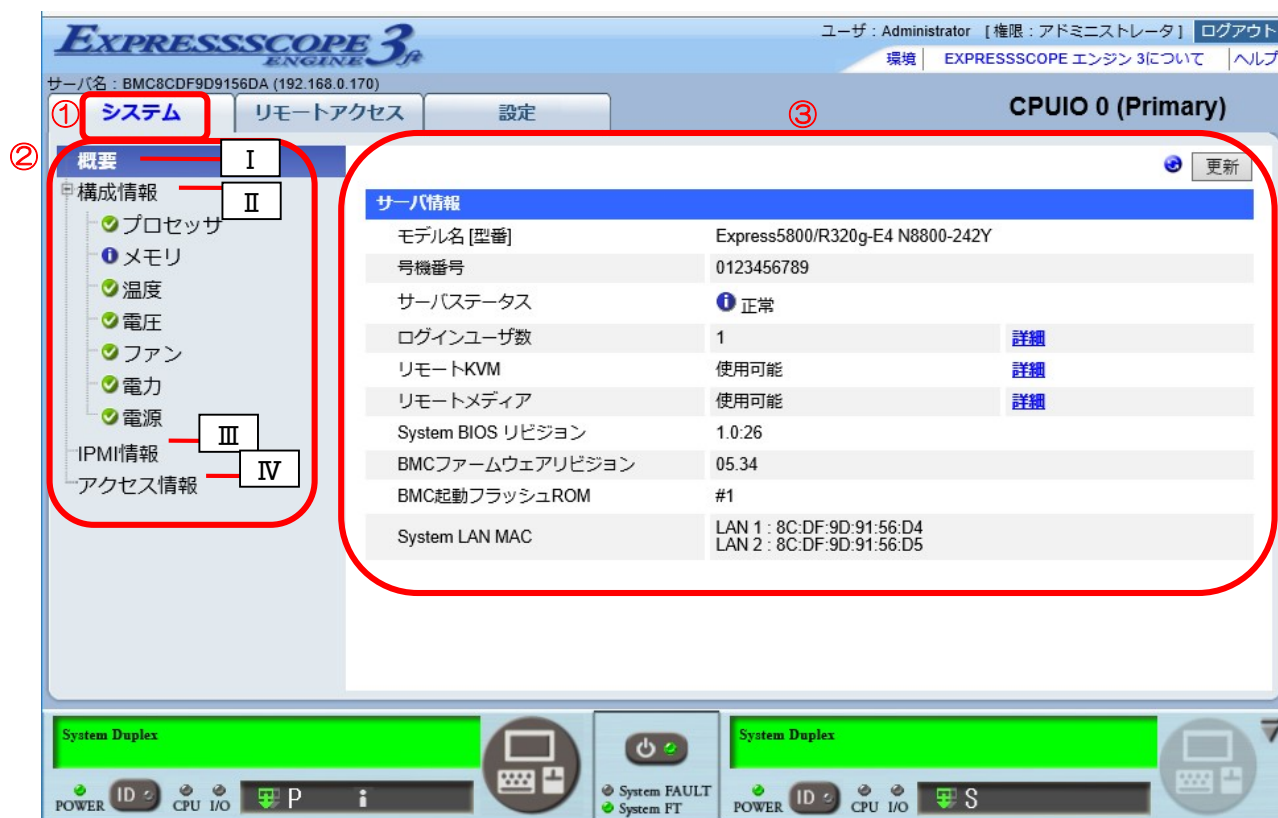 EXPRESSSCOPE
ENGINE 3 ft
ユーザ : Administrator [ 権限 : アドミニストレータ ] ログアウト
環境 EXPRESSSCOPE エンジン 3について ヘルプ
サーバ名 : BMC8CDF9D9156DA (192.168.0.170)
① システム リモートアクセス 設定 ③ CPUIO 0 (Primary)
②
概要 Ⅰ
構成情報 Ⅱ
プロセッサ
メモリ
温度
電圧
ファン
電力
電源
Ⅲ
IPMI情報
Ⅳ
アクセス情報
更新
サーバ情報
モデル名 [型番] Express5800/R320g-E4 N8800-242Y
号機番号 0123456789
サーバステータス 正常
ログインユーザ数 1 詳細
リモートKVM 使用可能 詳細
リモートメディア 使用可能 詳細
System BIOS リビジョン 1.0:26
BMCファームウェアリビジョン 05.34
BMC起動フラッシュROM #1
System LAN MAC LAN 1 : 8C:DF:9D:91:56:D4
LAN 2 : 8C:DF:9D:91:56:D5
System Duplex
POWER ID CPU I/O P i
System FAULT
System FT
System Duplex
POWER ID CPU I/O S